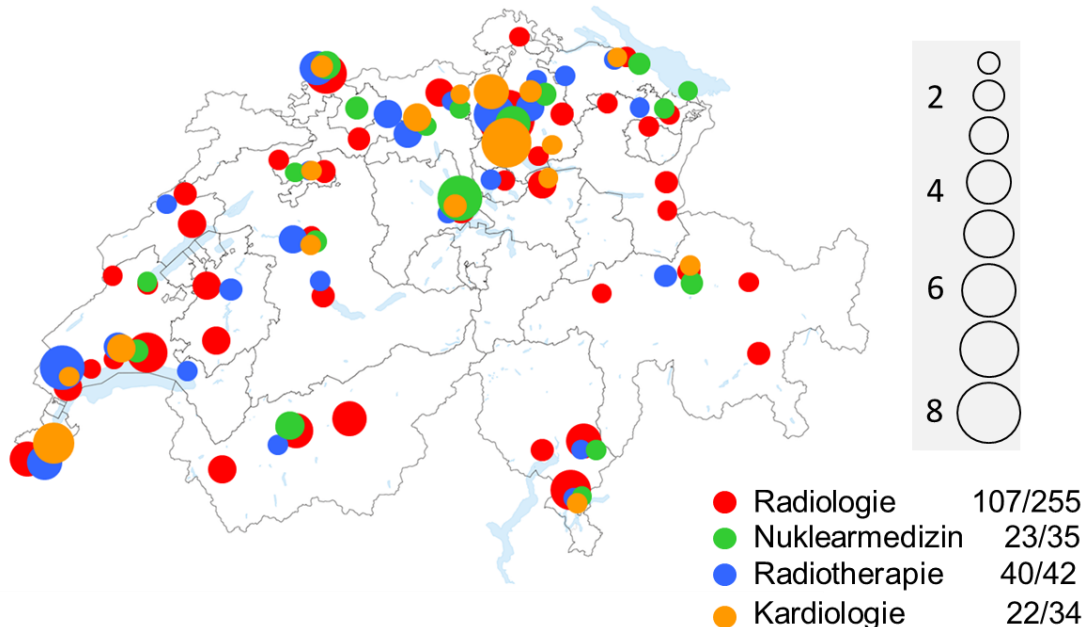 2
4
6
8
Radiologie 107/255
Nuklearmedizin 23/35
Radiotherapie 40/42
Kardiologie 22/34